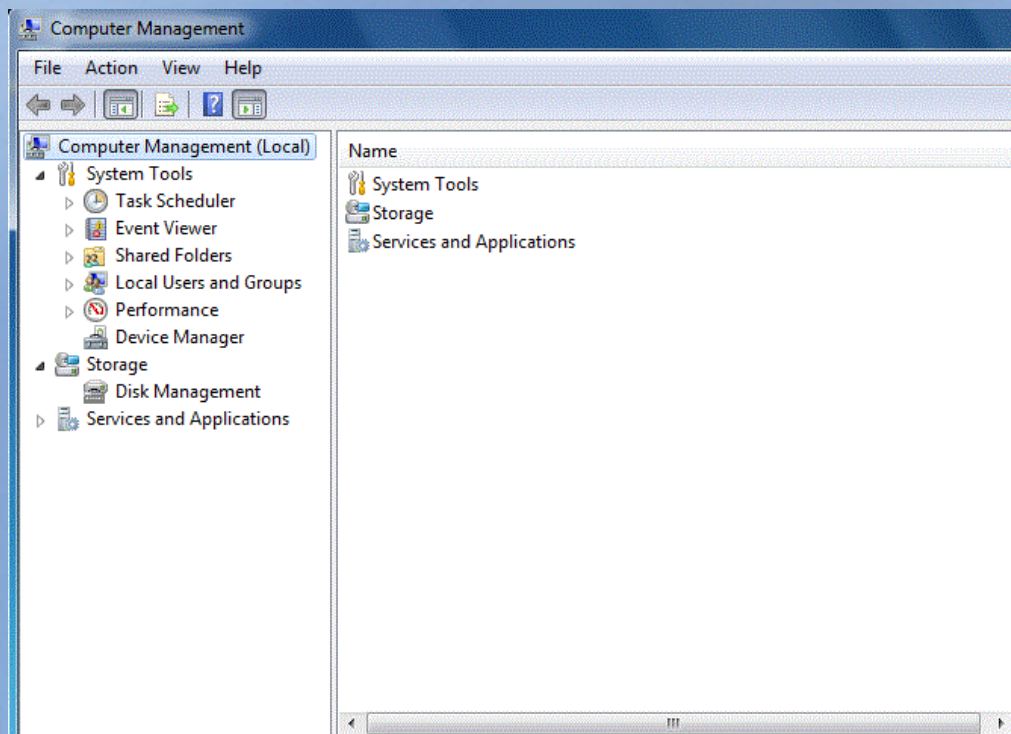 Computer Management
File Action View Help
Computer Management (Local)
System Tools
Task Scheduler
Event Viewer
Shared Folders
Local Users and Groups
Performance
Device Manager
Storage
Disk Management
Services and Applications
Name
System Tools
Storage
Services and Applications